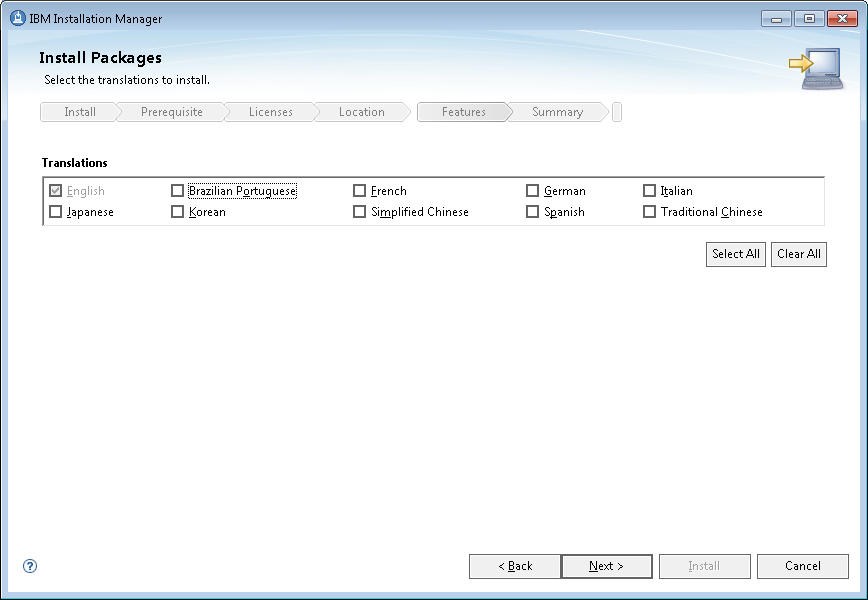 IBM Installation Manager
Install Packages
Select the translations to install.
Install Prerequisite Licenses Location Features Summary
Translations
English Brazilian Portuguese French German Italian
Japanese Korean Simplified Chinese Spanish Traditional Chinese
Select All Clear All
? < Back Next > Install Cancel